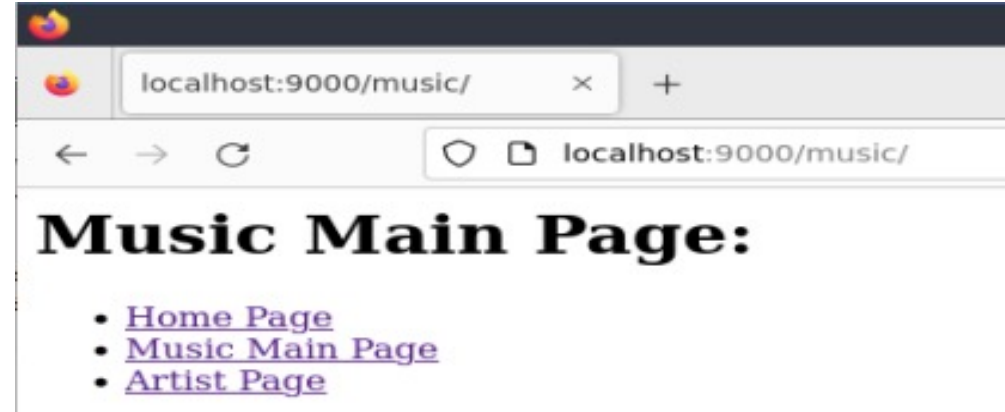 localhost:9000/music/
localhost:9000/music/
Music Main Page:
Home Page
Music Main Page
Artist Page